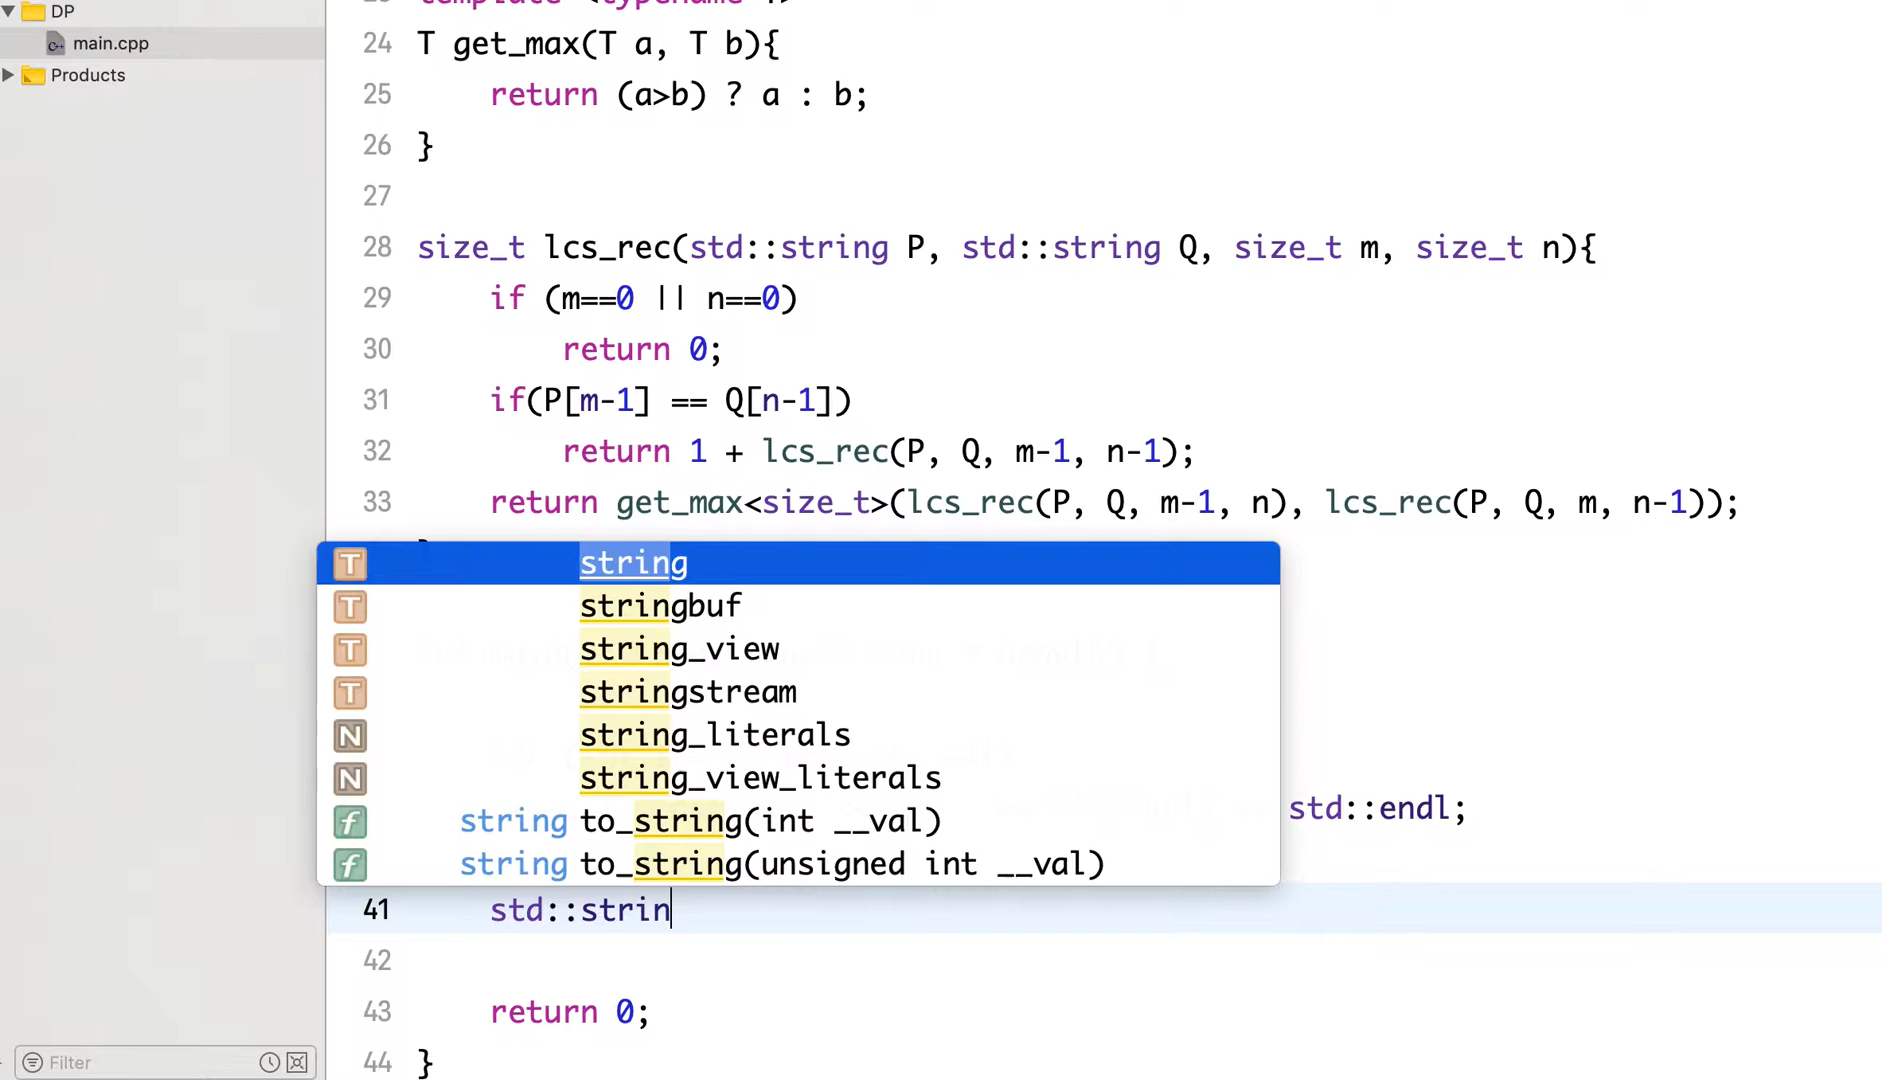 DP
main.cpp
Products
24 T get_max(T a, T b){
25 return (a>b) ? a : b;
26 }
27
28 size_t lcs_rec(std::string P, std::string Q, size_t m, size_t n){
29 if (m==0 || n==0)
30 return 0;
31 if(P[m-1] == Q[n-1])
32 return 1 + lcs_rec(P, Q, m-1, n-1);
33 return get_max<size_t>(lcs_rec(P, Q, m-1, n), lcs_rec(P, Q, m, n-1));
T string
T stringbuf
T string_view
T stringstream
N string_literals
N string_view_literals
f string to_string(int __val)
std::endl;
f string to_string(unsigned int __val)
41 std::strin
42
43 return 0;
44 }
Filter